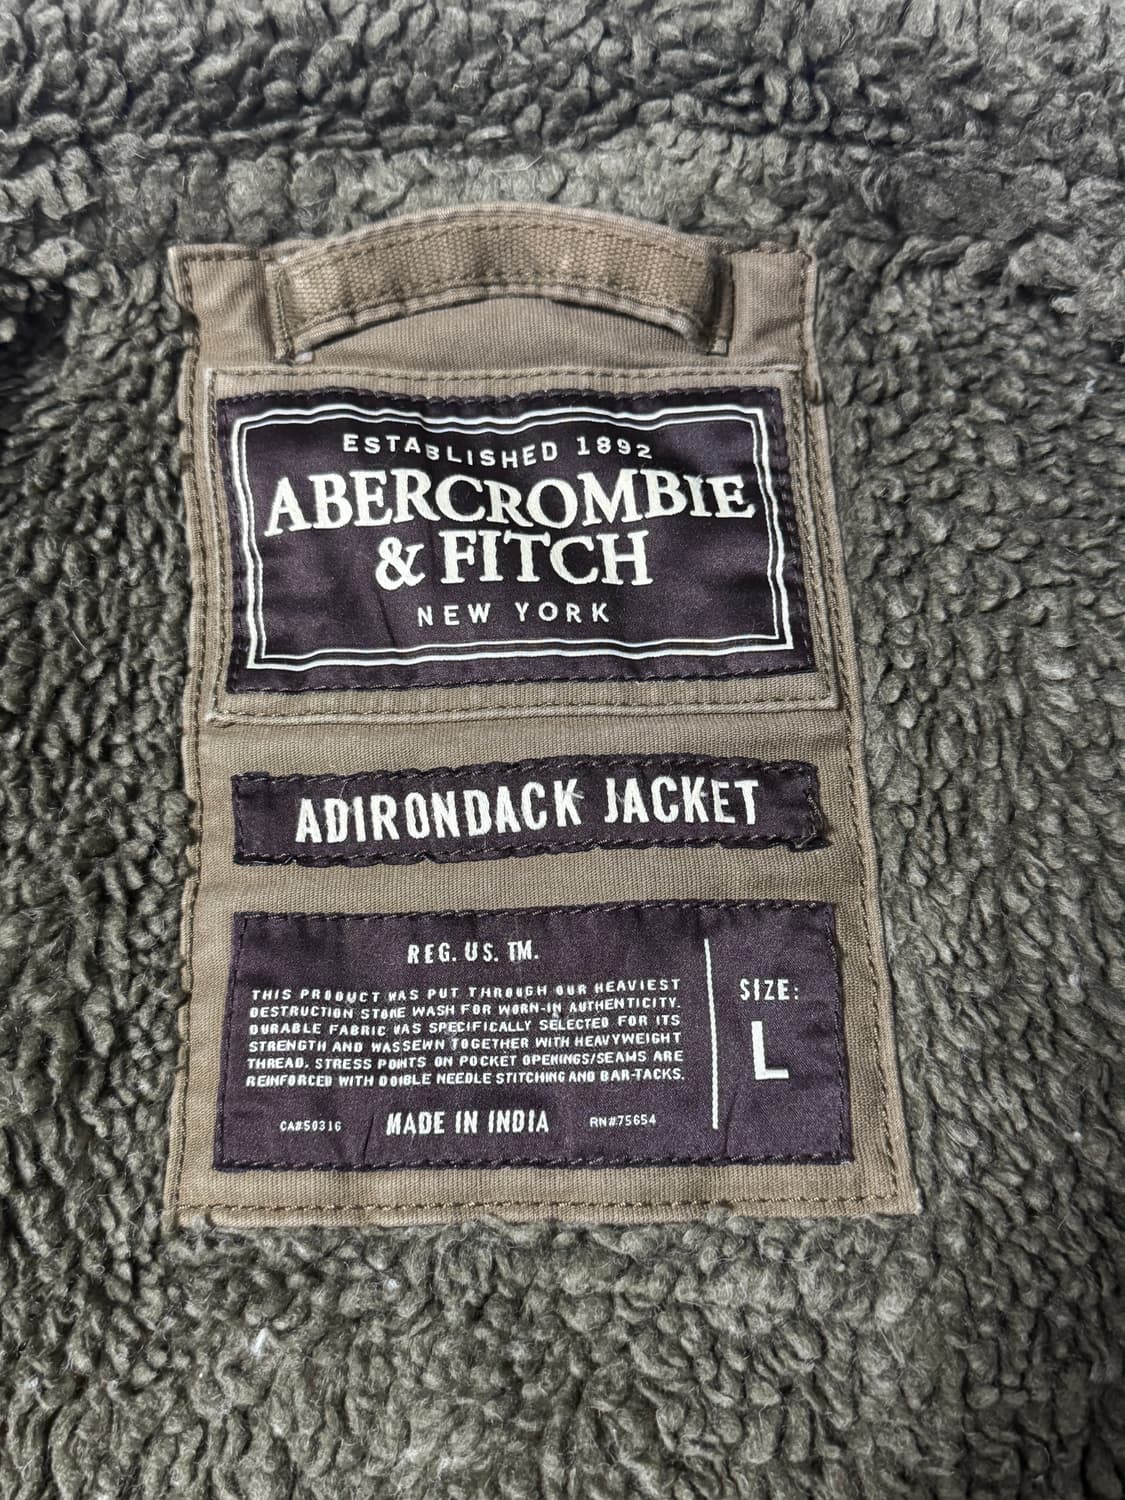 ESTABLISHED 1892
ABERCROMBIE
& FITCH
NEW YORK
ADIRONDACK JACKET
REG. US. TM.
THIS PRODUCT WAS PUT THROUGH OUR HEAVIEST
DESTRUCTION STONE WASH FOR WORN-IN AUTHENTICITY.
DURABLE FABRIC WAS SPECIFICALLY SELECTED FOR ITS
STRENGTH AND WASSEWN TOGETHER WITH HEAVYWEIGHT
THREAD. STRESS POINTS ON POCKET OPENINGS/SEAMS ARE
REINFORCED WITH DOIBLE NEEDLE STITCHING AND BAR-TACKS.
CA#50316 MADE IN INDIA RN#75654
SIZE:
L